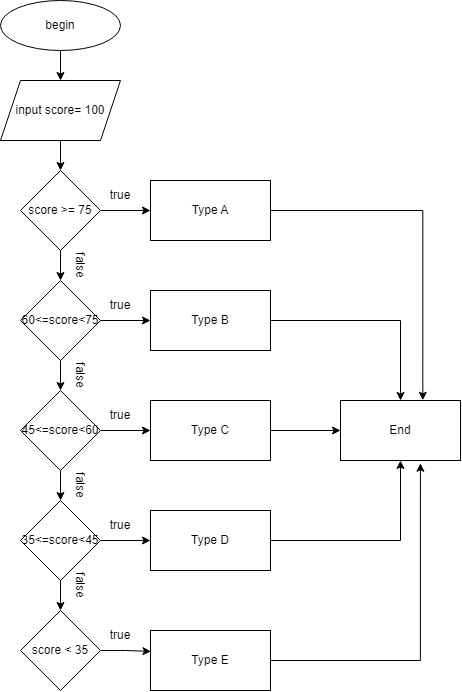 begin
input score= 100
true
score >= 75
Type A
false
true
60<=score<75
Type B
false
true
45<=score<60
Type C
End
false
true
35<=score<45
Type D
false
true
score < 35
Type E